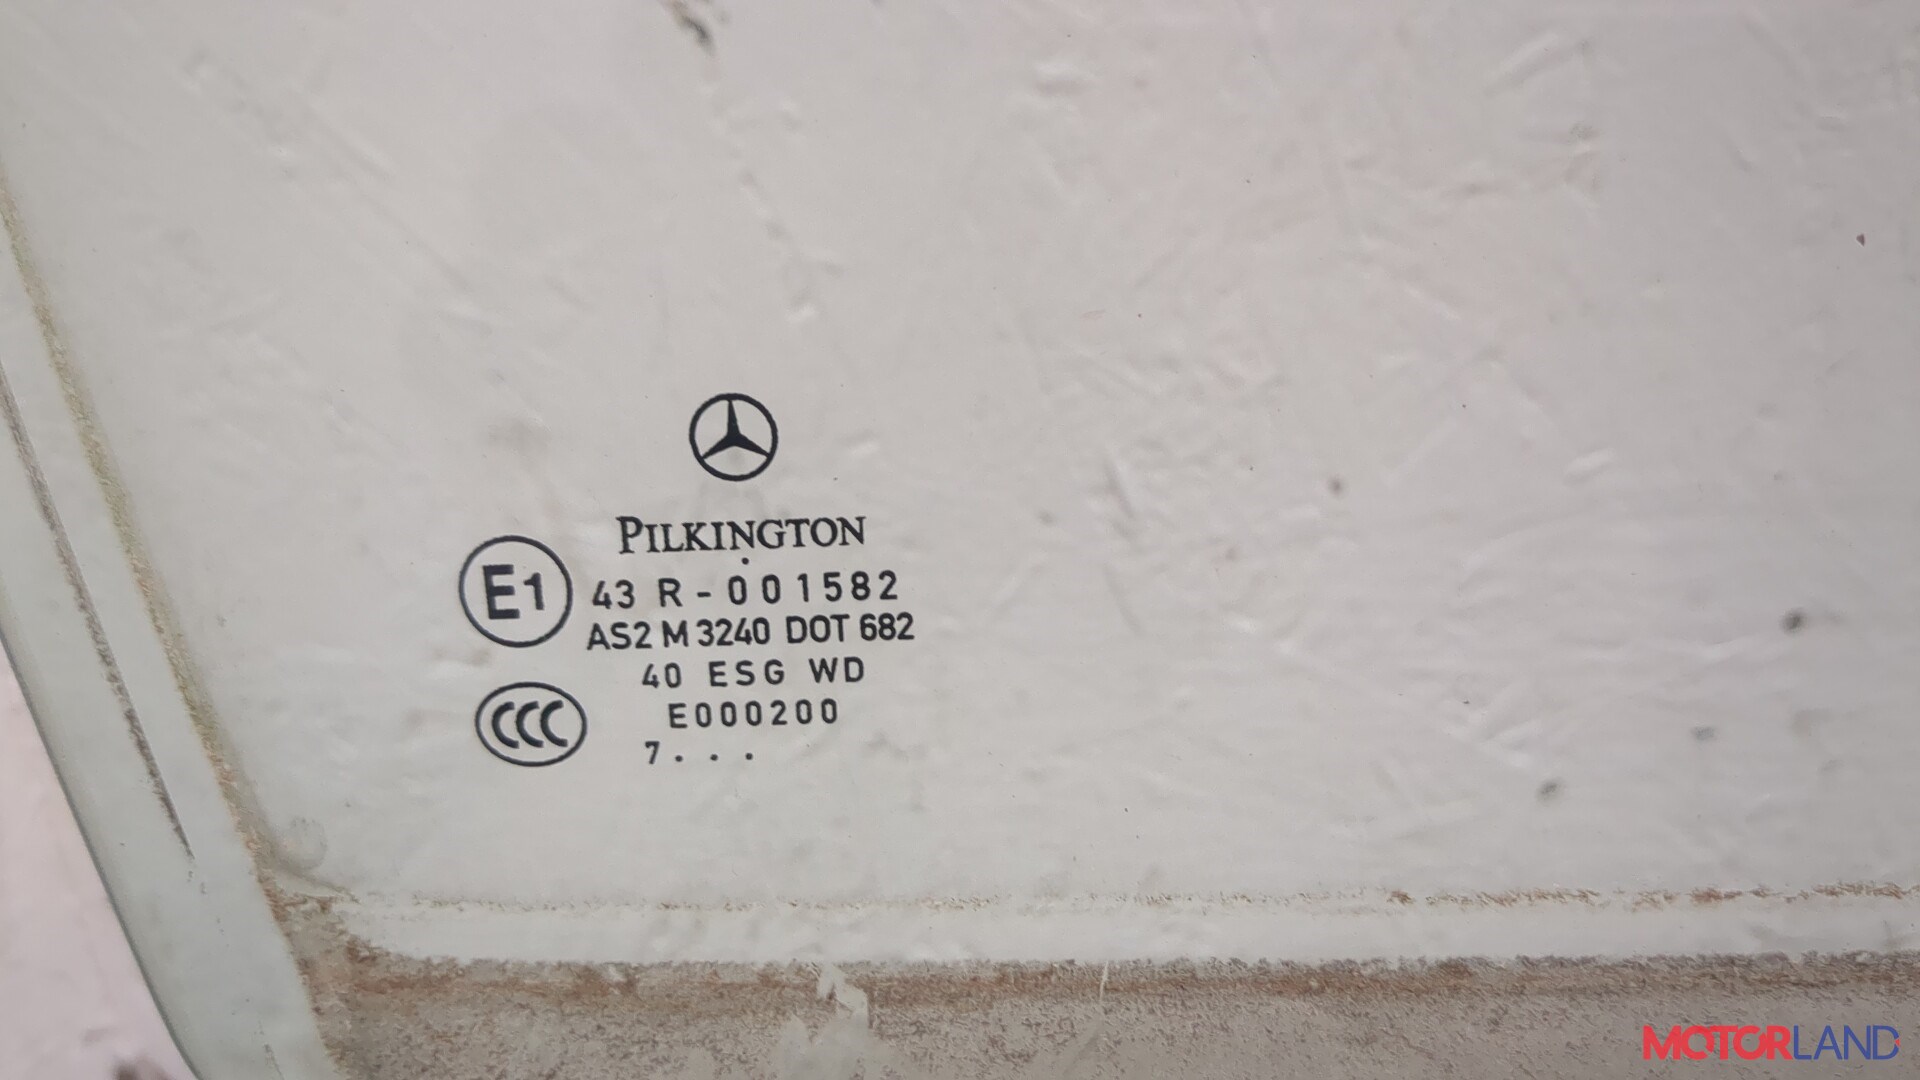 PILKINGTON
E1
43 R - 001582
AS2 M 3240 DOT 682
40 ESG WD
E000200
CCC
7 . . .
MOTORLAND